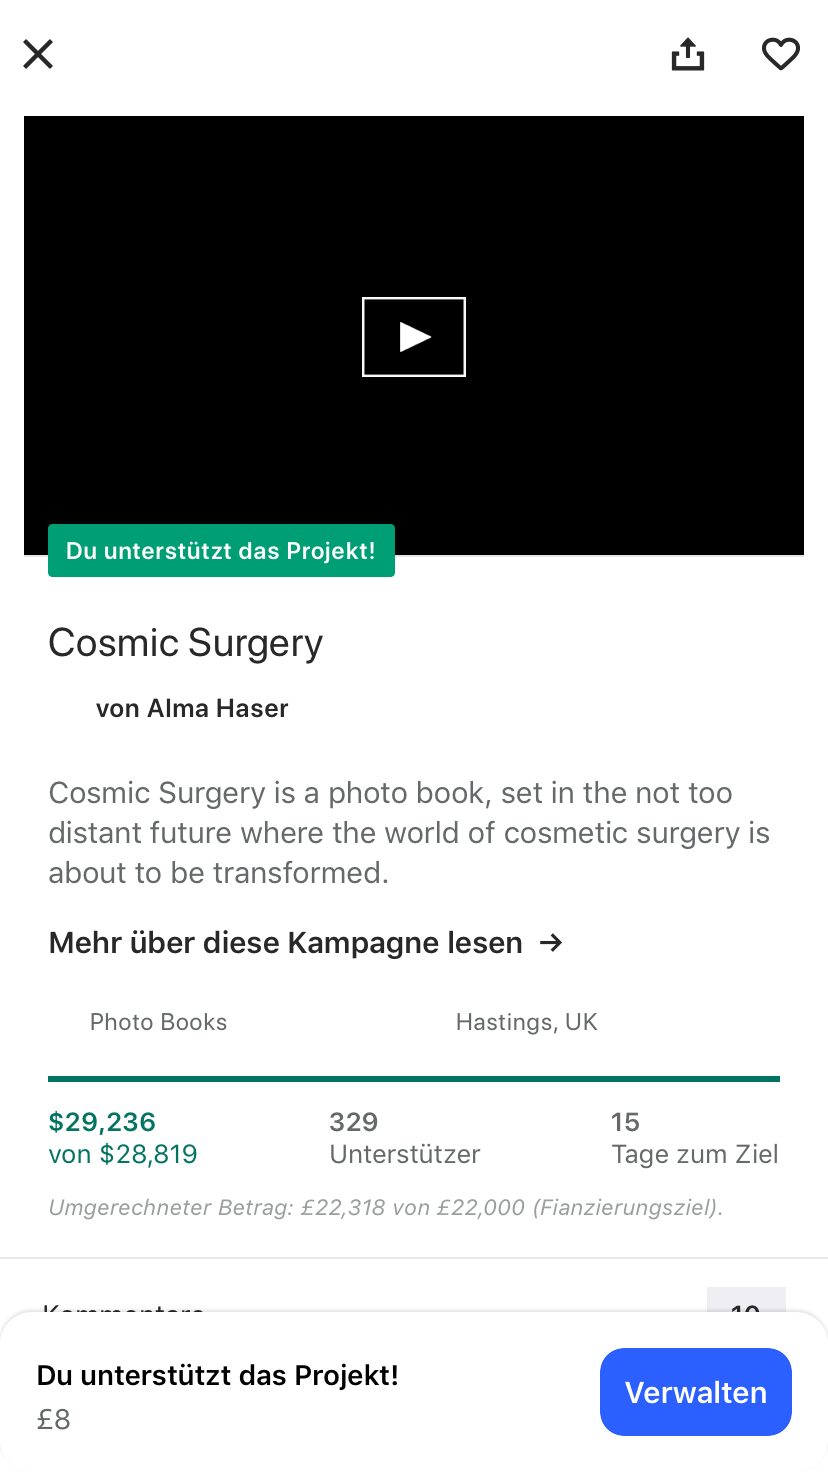 Du unterstützt das Projekt!
Cosmic Surgery
von Alma Haser
Cosmic Surgery is a photo book, set in the not too
distant future where the world of cosmetic surgery is
about to be transformed.
Mehr über diese Kampagne lesen →
Photo Books
Hastings, UK
$29,236
von $28,819
329
Unterstützer
15
Tage zum Ziel
Umgerechneter Betrag: £22,318 von £22,000 (Fianzierungsziel).
Kommentare
Du unterstützt das Projekt!
£8
Verwalten